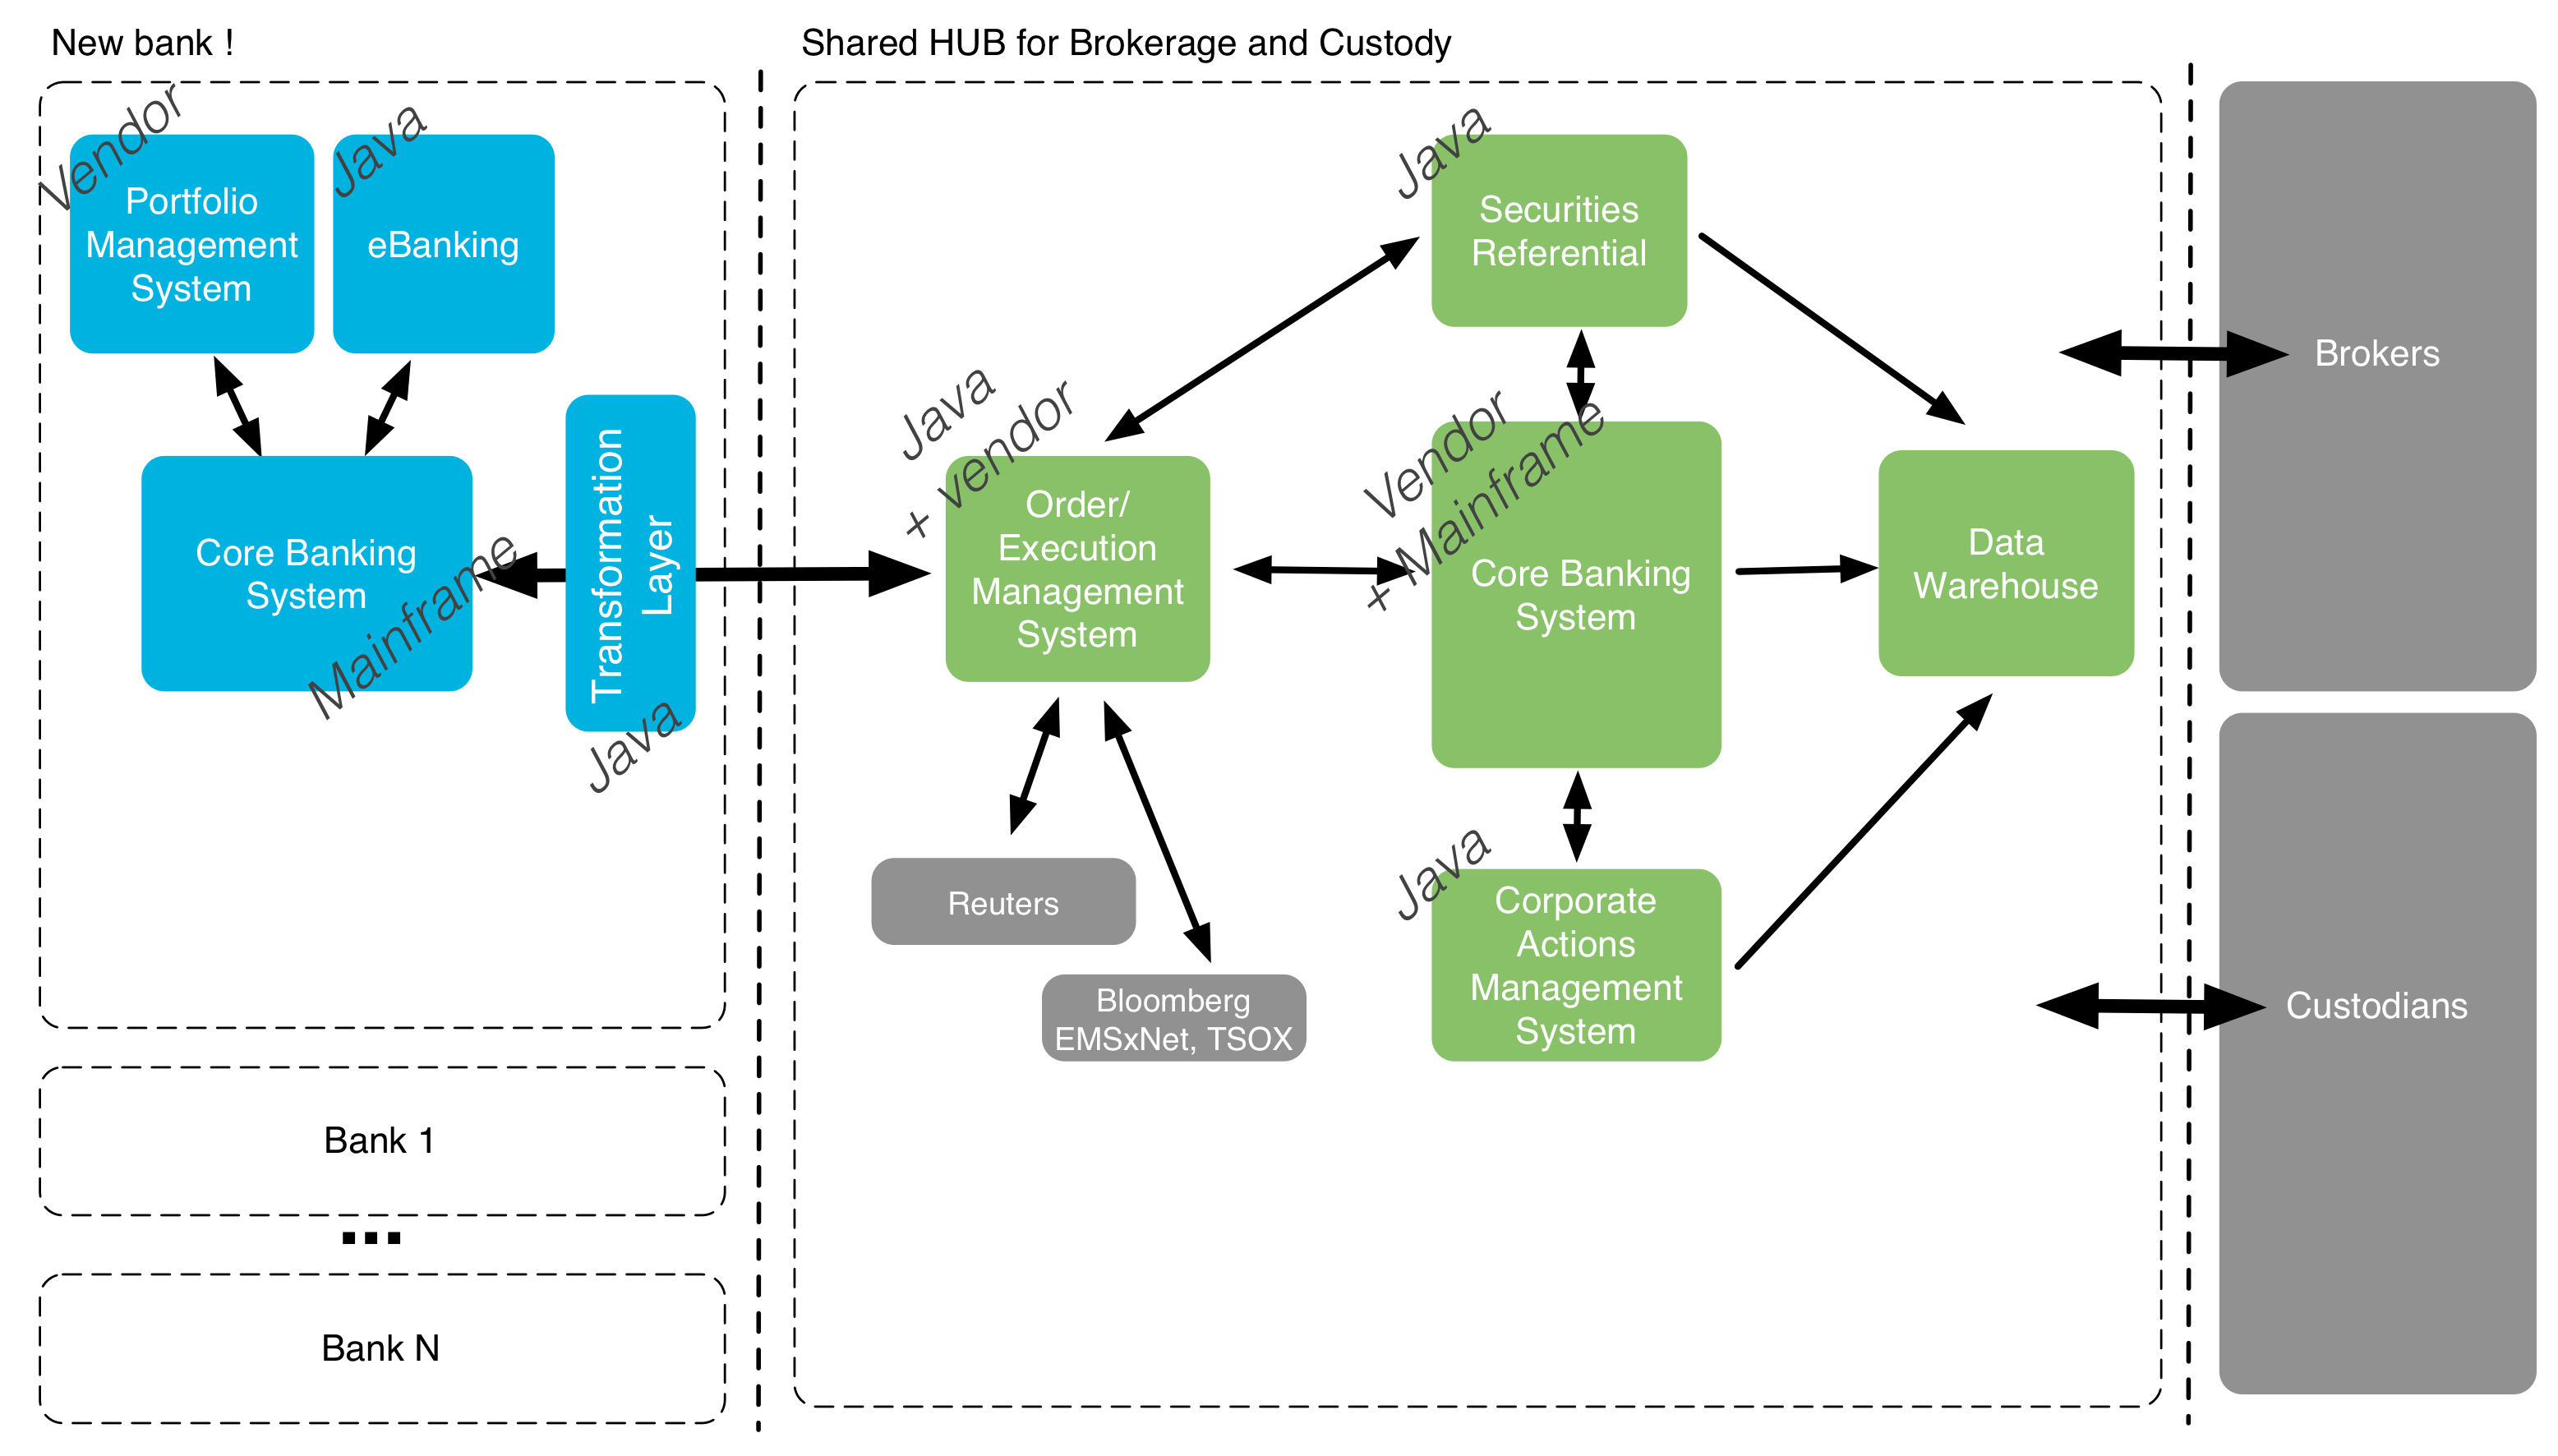 New bank !
Shared HUB for Brokerage and Custody
Vendor
Portfolio
Management
System
Java
eBanking
Core Banking
System
Mainframe
Transformation
Layer
Java
Bank 1
...
Bank N
Java
Securities
Referential
Java
+ vendor
Order/
Execution
Management
System
Vendor
+ Mainframe
Core Banking
System
Data
Warehouse
Reuters
Bloomberg
EMSxNet, TSOX
Java
Corporate
Actions
Management
System
Brokers
Custodians